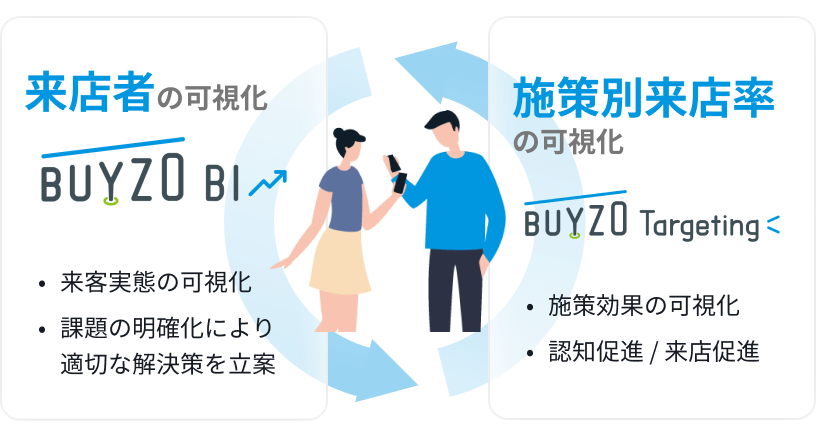 来店者の可視化
BUYZO BI
• 来客実態の可視化
• 課題の明確化により
適切な解決策を立案
施策別来店率
の可視化
BUYZO Targeting
• 施策効果の可視化
• 認知促進 / 来店促進